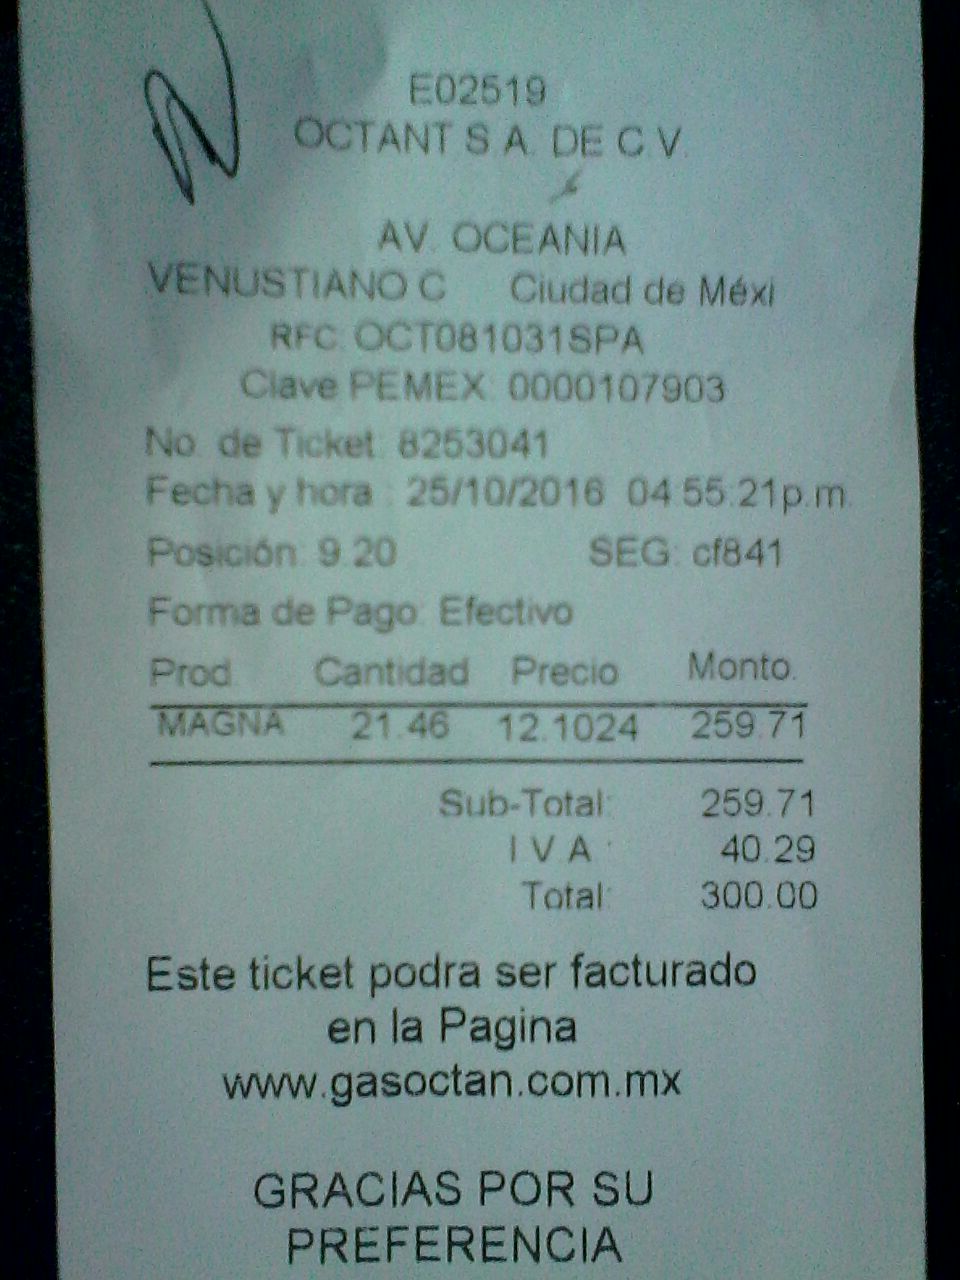 E02519
OCTANT S.A. DE C.V.
AV. OCEANIA
VENUSTIANO C Ciudad de Méxi
RFC: OCT081031SPA
Clave PEMEX: 0000107903
No. de Ticket: 8253041
Fecha y hora : 25/10/2016 04:55:21p.m.
Posición: 9.20 SEG: cf841
Forma de Pago: Efectivo
Prod. Cantidad Precio Monto.
MAGNA 21.46 12.1024 259.71
Sub-Total: 259.71
I.V.A.: 40.29
Total: 300.00
Este ticket podra ser facturado
en la Pagina
www.gasoctan.com.mx
GRACIAS POR SU
PREFERENCIA